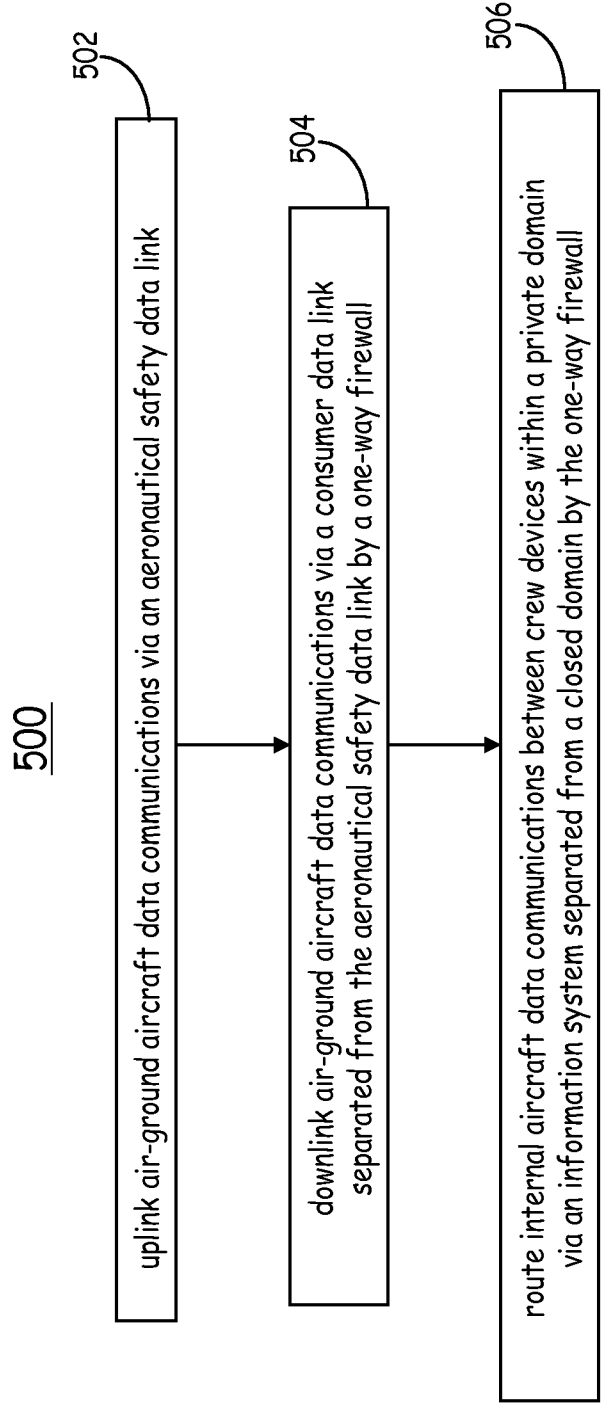 500
502
uplink air-ground aircraft data communications via an aeronautical safety data link
504
downlink air-ground aircraft data communications via a consumer data link
separated from the aeronautical safety data link by a one-way firewall
506
route internal aircraft data communications between crew devices within a private domain
via an information system separated from a closed domain by the one-way firewall